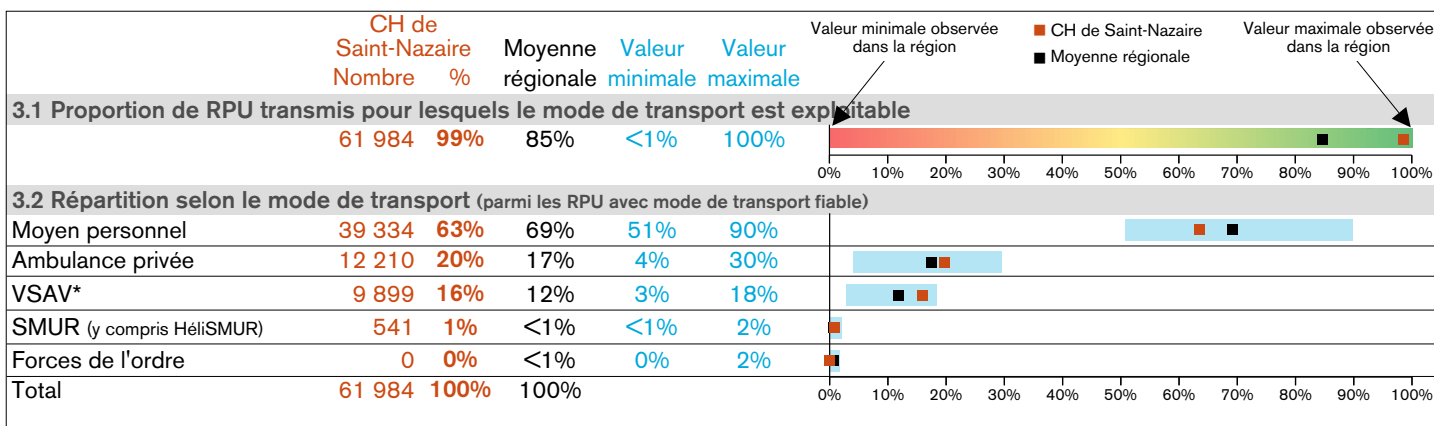 CH de
Saint-Nazaire Moyenne Valeur Valeur
Nombre % régionale minimale maximale
Valeur minimale observée
dans la région
CH de Saint-Nazaire
Moyenne régionale
Valeur maximale observée
dans la région
3.1 Proportion de RPU transmis pour lesquels le mode de transport est exploitable
61 984 99% 85% <1% 100%
0% 10% 20% 30% 40% 50% 60% 70% 80% 90% 100%
3.2 Répartition selon le mode de transport (parmi les RPU avec mode de transport fiable)
Moyen personnel 39 334 63% 69% 51% 90%
Ambulance privée 12 210 20% 17% 4% 30%
VSAV* 9 899 16% 12% 3% 18%
SMUR (y compris HéliSMUR) 541 1% <1% <1% 2%
Forces de l'ordre 0 0% <1% 0% 2%
Total 61 984 100% 100%
0% 10% 20% 30% 40% 50% 60% 70% 80% 90% 100%